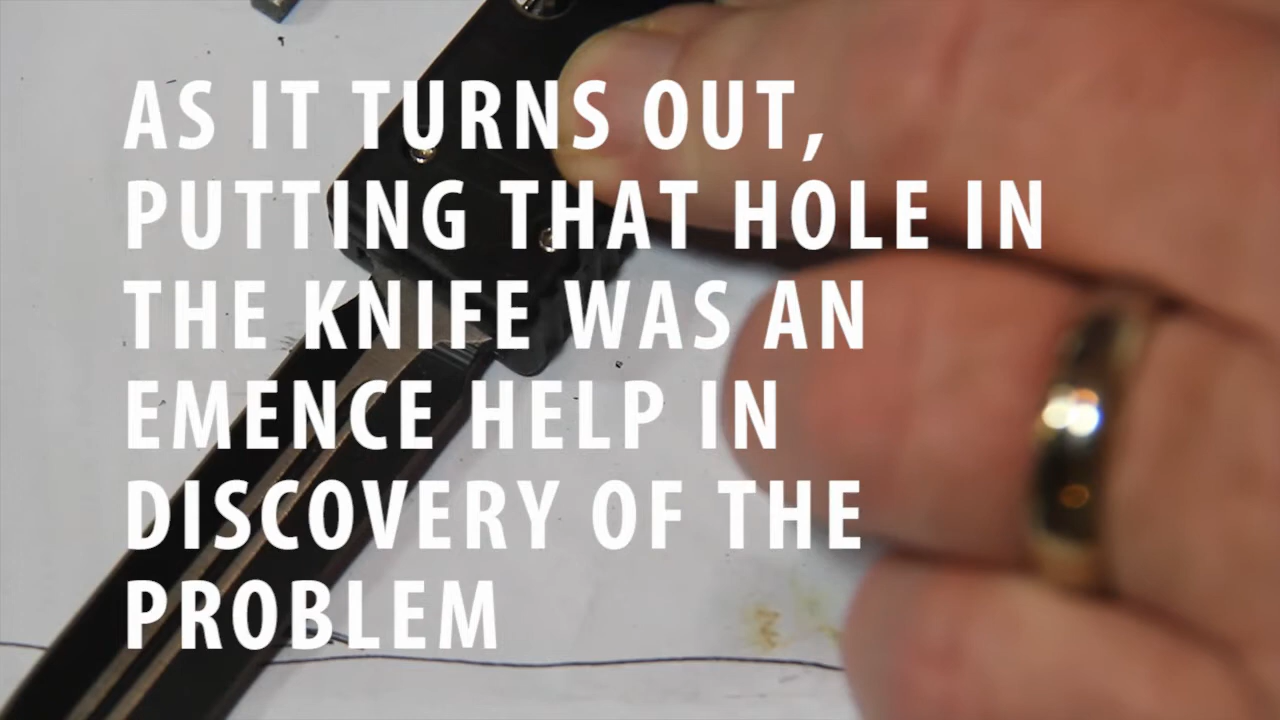 AS IT TURNS OUT,
PUTTING THAT HOLE IN
THE KNIFE WAS AN
EMENCE HELP IN
DISCOVERY OF THE
PROBLEM